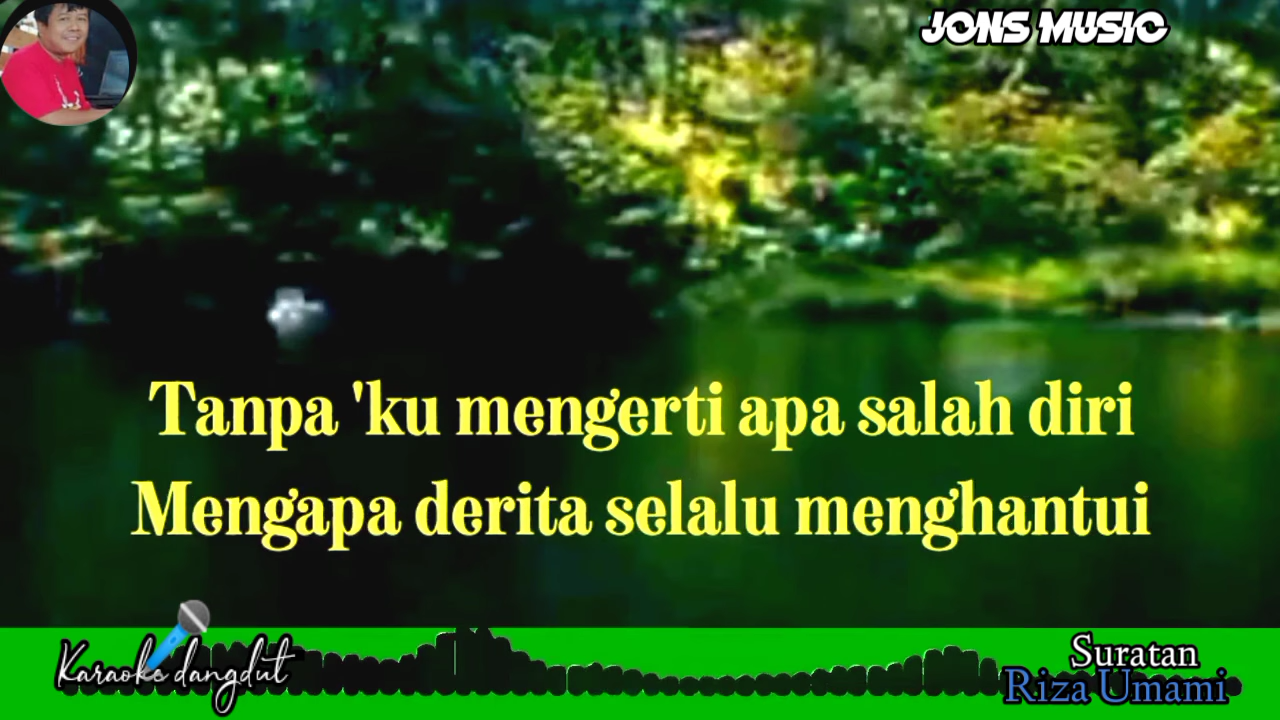 JONS MUSIC
Tanpa 'ku mengerti apa salah diri
Mengapa derita selalu menghantui
Karaoke dangdut
Suratan
Riza Umami